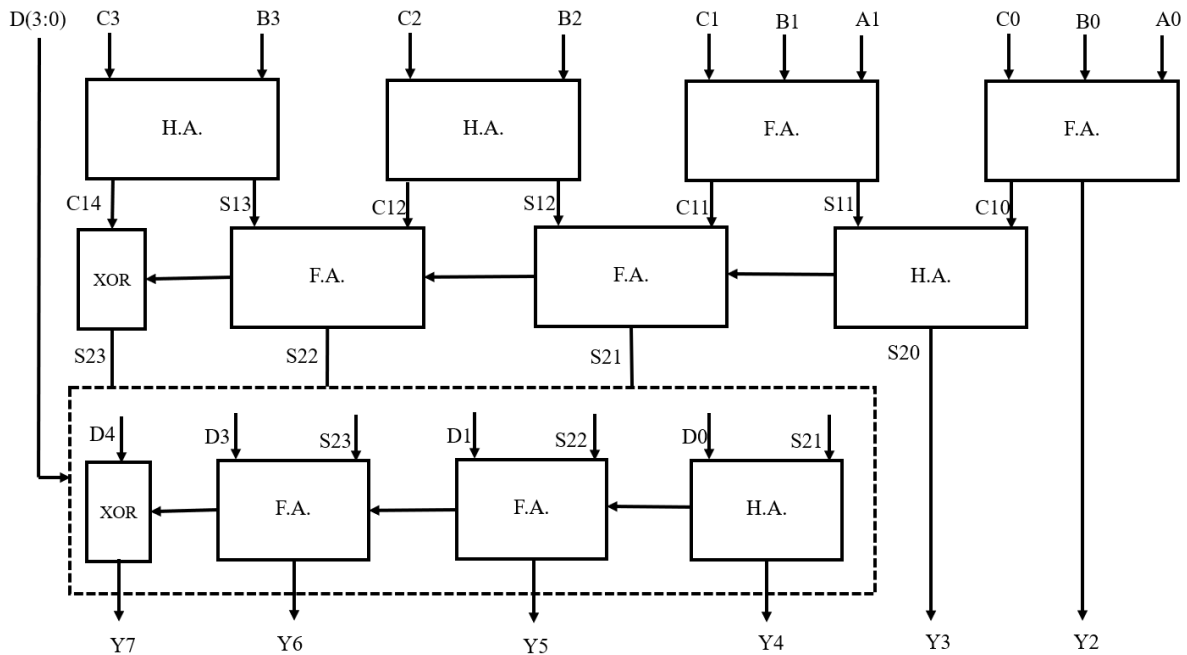 D(3:0) C3 B3 C2 B2 C1 B1 A1 C0 B0 A0
H.A. H.A. F.A. F.A.
C14 S13 C12 S12 C11 S11 C10
XOR F.A. F.A. H.A.
S23 S22 S21 S20
D4 D3 S23 D1 S22 D0 S21
XOR F.A. F.A. H.A.
Y7 Y6 Y5 Y4 Y3 Y2